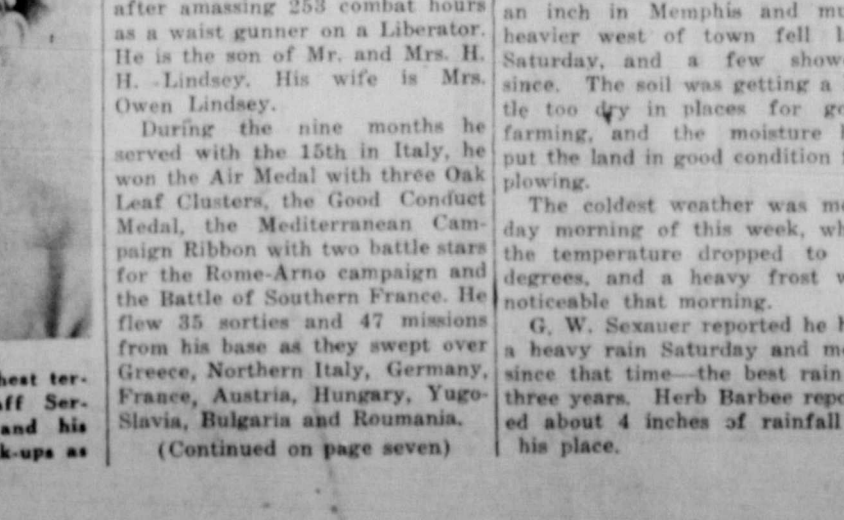 after amassing 253 combat hours
as a waist gunner on a Liberator.
He is the son of Mr. and Mrs. H.
H. Lindsey. His wife is Mrs.
Owen Lindsey.
During the nine months he
served with the 15th in Italy, he
won the Air Medal with three Oak
Leaf Clusters, the Good Conduct
Medal, the Mediterranean Cam-
paign Ribbon with two battle stars
for the Rome-Arno campaign and
the Battle of Southern France. He
flew 35 sorties and 47 missions
from his base as they swept over
Greece, Northern Italy, Germany,
France, Austria, Hungary, Yugo-
Slavia, Bulgaria and Roumania.
(Continued on page seven)
an inch in Memphis and
heavier west of town fell
Saturday, and a few
since. The soil was getting a
tle too dry in places for
farming, and the moisture
put the land in good condition
plowing.
The coldest weather was
day morning of this week,
the temperature dropped to
degrees, and a heavy frost
noticeable that morning.
G. W. Sexauer reported he
a heavy rain Saturday and
since that time—the best rain
three years. Herb Barbee repo
ed about 4 inches of rainfall
his place.
ter-
Ser-
and his
k-ups as